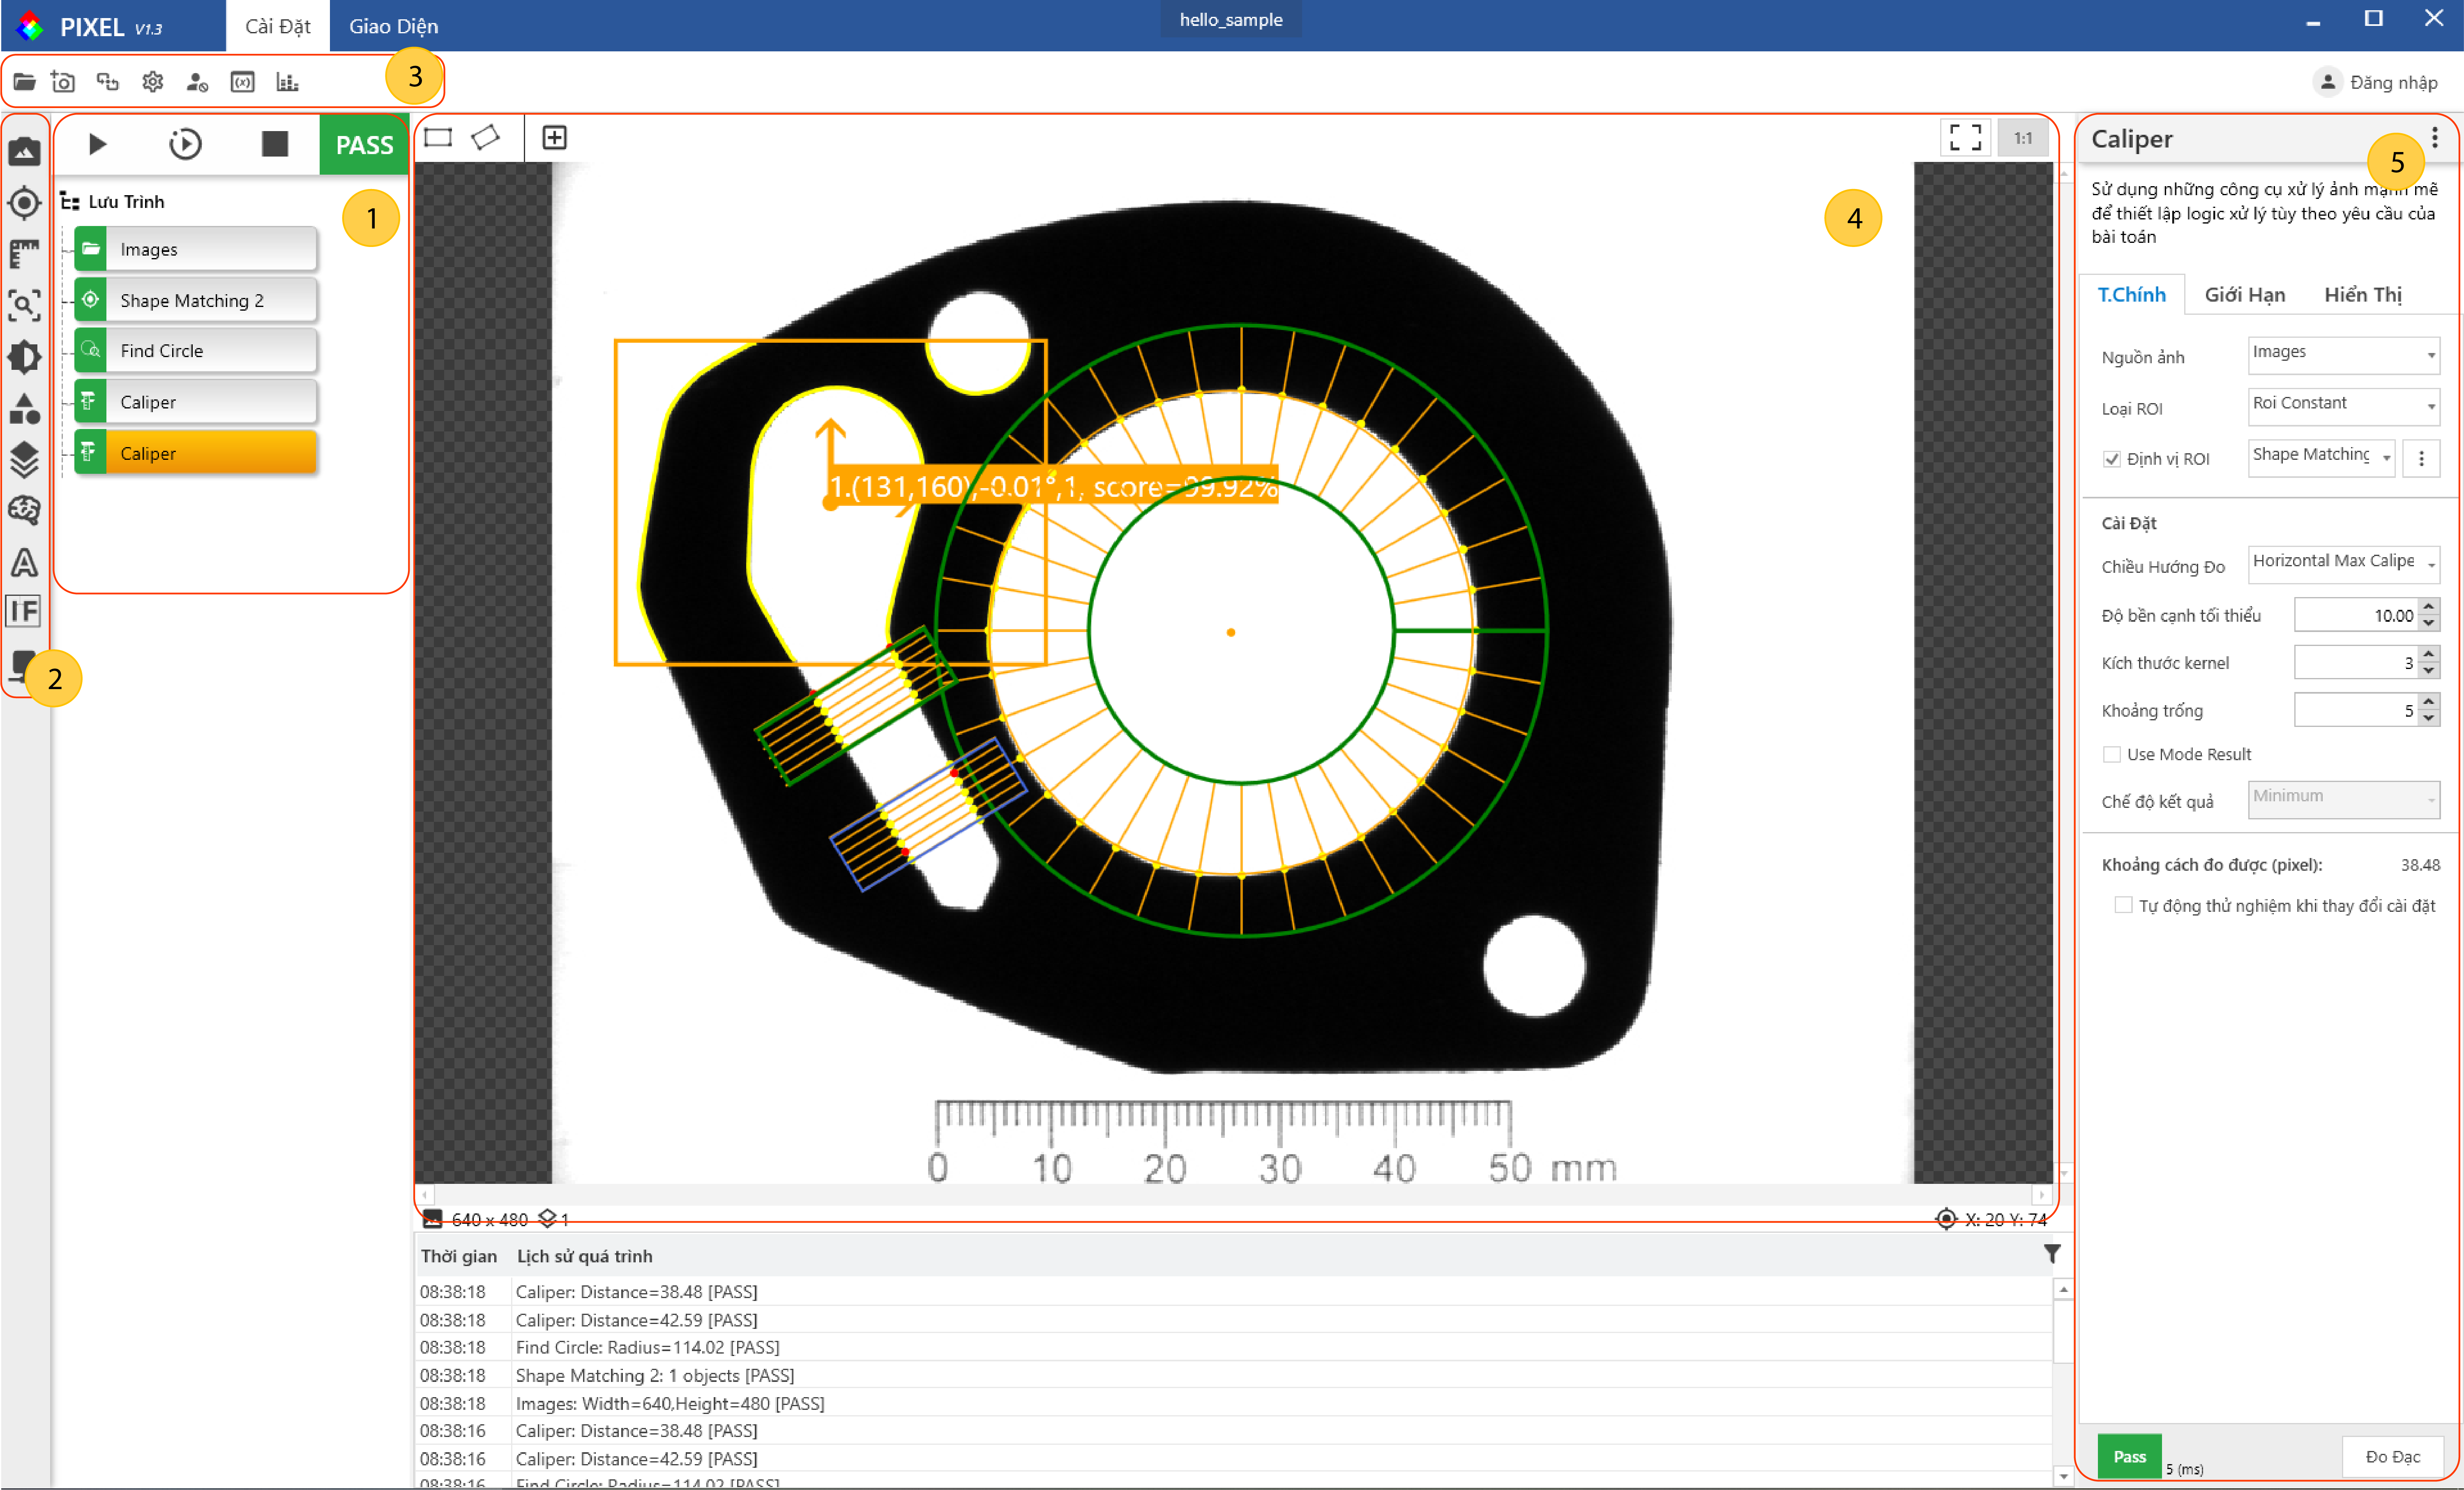 PIXEL V1.3
Cài Đặt
Giao Diện
hello_sample
3
Đăng nhập
PASS
1
Lưu Trình
Images
Shape Matching 2
Find Circle
Caliper
Caliper
A
IF
2
1:1
4
1.(131,160),-0.01°,1, score=99.92%
0 10 20 30 40 50 mm
640 x 480 1
X: 20 Y: 74
Thời gian Lịch sử quá trình
08:38:18 Caliper: Distance=38.48 [PASS]
08:38:18 Caliper: Distance=42.59 [PASS]
08:38:18 Find Circle: Radius=114.02 [PASS]
08:38:18 Shape Matching 2: 1 objects [PASS]
08:38:18 Images: Width=640,Height=480 [PASS]
08:38:16 Caliper: Distance=38.48 [PASS]
08:38:16 Caliper: Distance=42.59 [PASS]
08:38:16 Find Circle: Radius=114.02 [PASS]
Caliper
5
Sử dụng những công cụ xử lý ảnh mạnh mẽ
để thiết lập logic xử lý tùy theo yêu cầu của
bài toán
T.Chính Giới Hạn Hiển Thị
Nguồn ảnh Images
Loại ROI Roi Constant
Định vị ROI Shape Matching
Cài Đặt
Chiều Hướng Đo Horizontal Max Calipe
Độ bền cạnh tối thiểu 10.00
Kích thước kernel 3
Khoảng trống 5
Use Mode Result
Chế độ kết quả Minimum
Khoảng cách đo được (pixel): 38.48
Tự động thử nghiệm khi thay đổi cài đặt
Pass 5 (ms) Đo Đạc